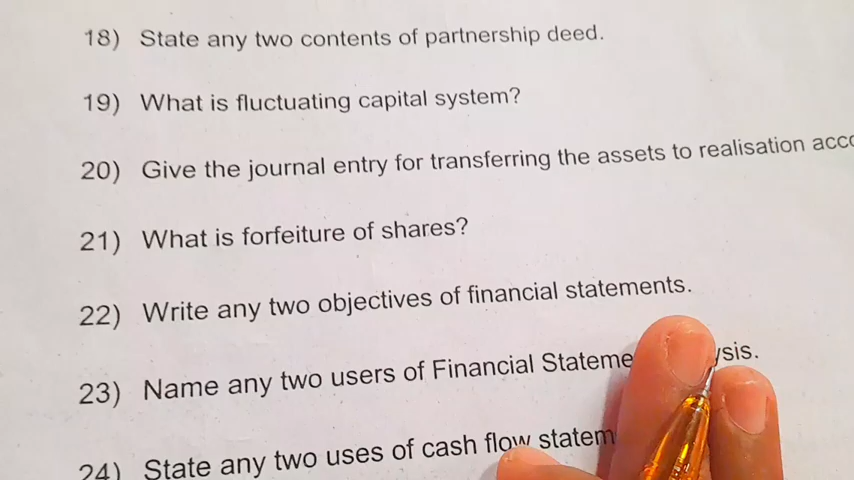 18) State any two contents of partnership deed.
19) What is fluctuating capital system?
20) Give the journal entry for transferring the assets to realisation
21) What is forfeiture of shares?
22) Write any two objectives of financial statements.
23) Name any two users of Financial
24) State any two uses of cash flow